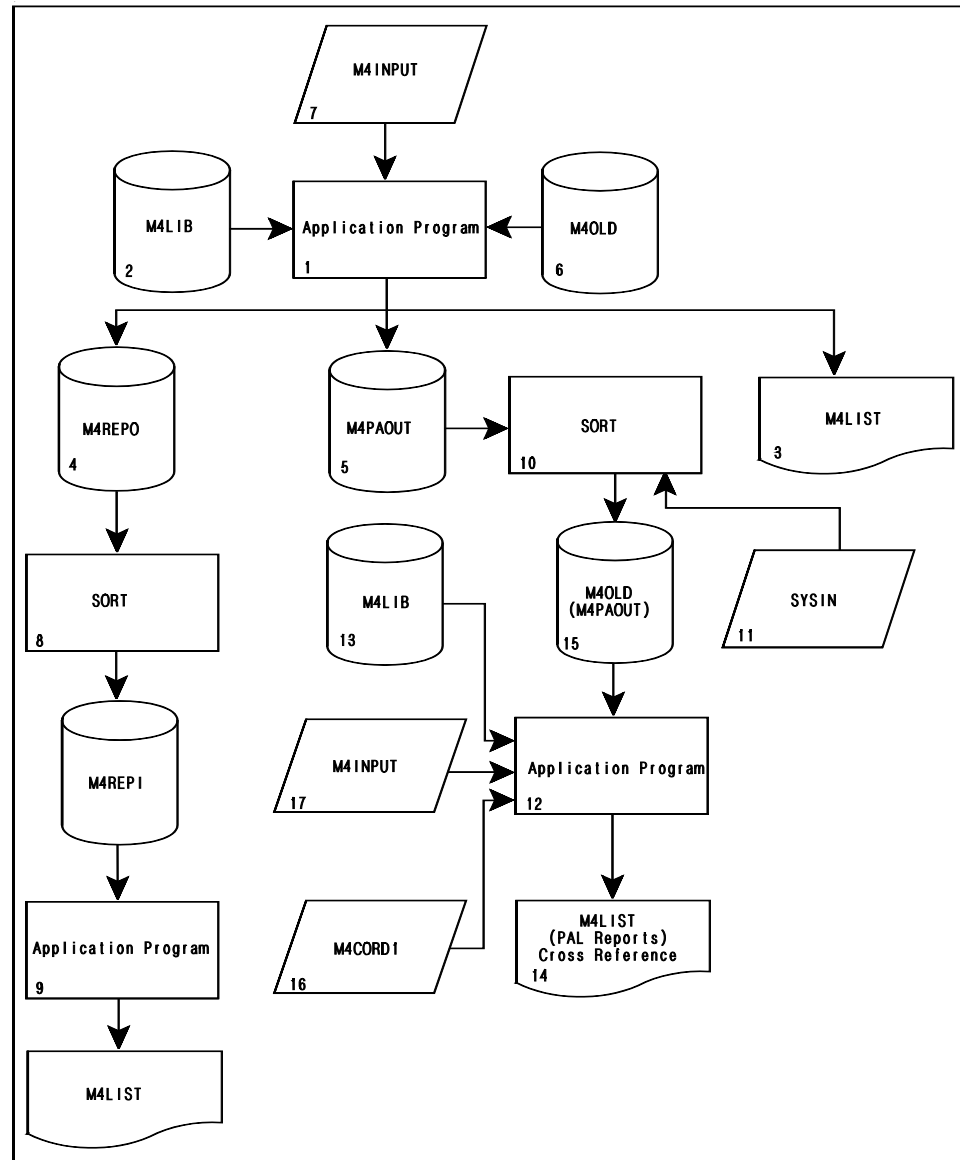 M4INPUT
7
M4LIB
2
Application Program
1
M4OLD
6
M4REPO
4
M4PAOUT
5
SORT
10
M4LIST
3
SORT
8
M4LIB
13
M4OLD
(M4PAOUT)
15
SYSIN
11
M4REPI
M4INPUT
17
Application Program
12
Application Program
9
M4CORD1
16
M4LIST
(PAL Reports)
Cross Reference
14
M4LIST